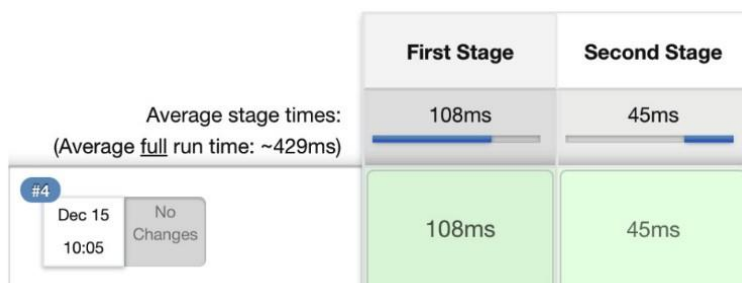 First Stage
Second Stage
Average stage times:
108ms
45ms
(Average full run time: ~429ms)
#4
Dec 15
No
Changes
10:05
108ms
45ms